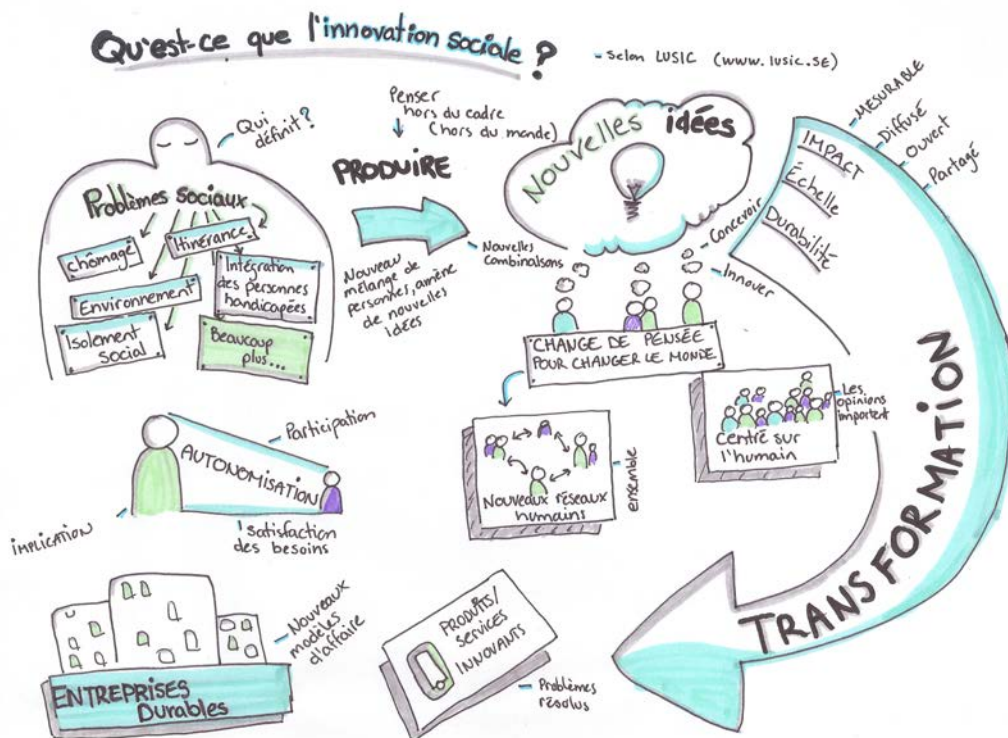 Qu'est-ce que l'innovation sociale ?
- selon LUSIC (www.lusic.SE)
Qui
définit?
Problèmes sociaux
chômagé
Itinérance
Environnement
Intégration
des personnes
handicapées
Isolement
social
Beaucoup
plus...
Penser
hors du cadre
(hors du monde)
PRODUIRE
Nouveau
mélange de
personnes, amène
de nouvelles
idées
Nouvelles idées
Nouvelles
combinaisons
Concevoir
Innover
CHANGE DE PENSÉE
POUR CHANGER LE MONDE
IMPACT
Échelle
Durabilité
MESURABLE
Diffusé
Ouvert
Partagé
Nouveaux réseaux
humains
ensemble
Centré sur
l'humain
Les
opinions
importent
TRANSFORMATION
Participation
AUTONOMISATION
IMPLICATION
satisfaction
des besoins
Nouveaux
modèles
d'affaire
ENTREPRISES
Durables
PRODUITS/
Services
INNOVANTS
Problèmes
résolus